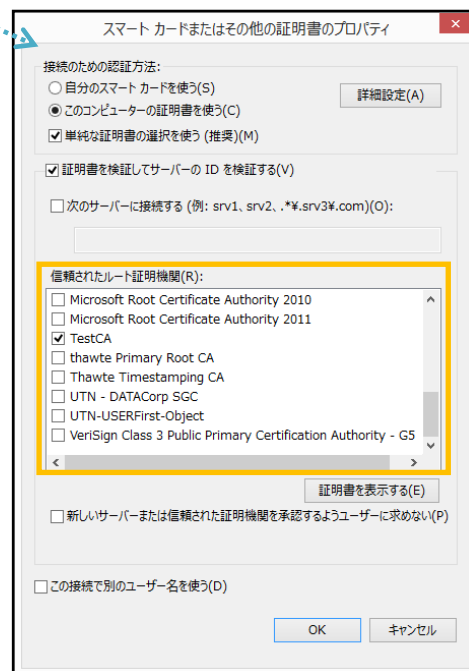 スマート カードまたはその他の証明書のプロパティ
接続のための認証方法:
自分のスマート カードを使う(S)
詳細設定(A)
このコンピューターの証明書を使う(C)
単純な証明書の選択を使う (推奨)(M)
証明書を検証してサーバーの ID を検証する(V)
次のサーバーに接続する (例: srv1、srv2、.*¥.srv3¥.com)(O):
信頼されたルート証明機関(R):
Microsoft Root Certificate Authority 2010
Microsoft Root Certificate Authority 2011
TestCA
thawte Primary Root CA
Thawte Timestamping CA
UTN - DATACorp SGC
UTN-USERFirst-Object
VeriSign Class 3 Public Primary Certification Authority - G5
証明書を表示する(E)
新しいサーバーまたは信頼された証明機関を承認するようユーザーに求めない(P)
この接続で別のユーザー名を使う(D)
OK
キャンセル